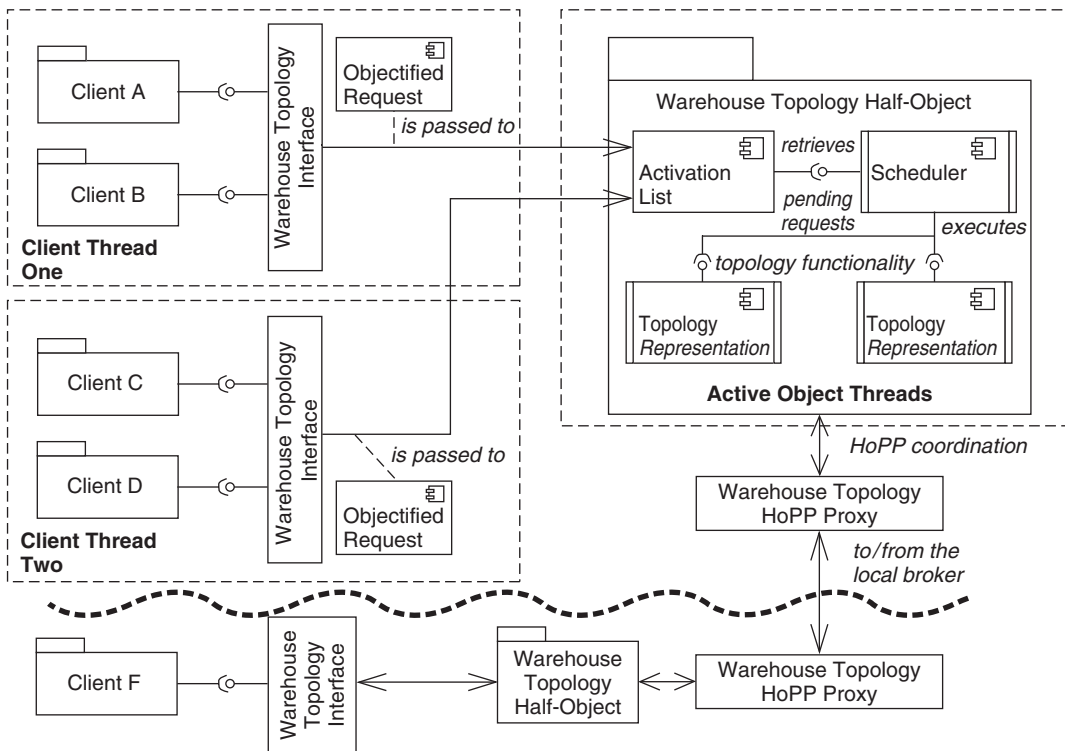 Client A
Client B
Client Thread
One
Warehouse Topology
Interface
Objectified
Request
is passed to
Warehouse Topology Half-Object
Activation
List
retrieves
Scheduler
pending
requests
executes
topology functionality
Topology
Representation
Topology
Representation
Active Object Threads
Client C
Client D
Client Thread
Two
Warehouse Topology
Interface
is passed to
Objectified
Request
HoPP coordination
Warehouse Topology
HoPP Proxy
to/from the
local broker
Client F
Warehouse
Topology
Interface
Warehouse
Topology
Half-Object
Warehouse Topology
HoPP Proxy